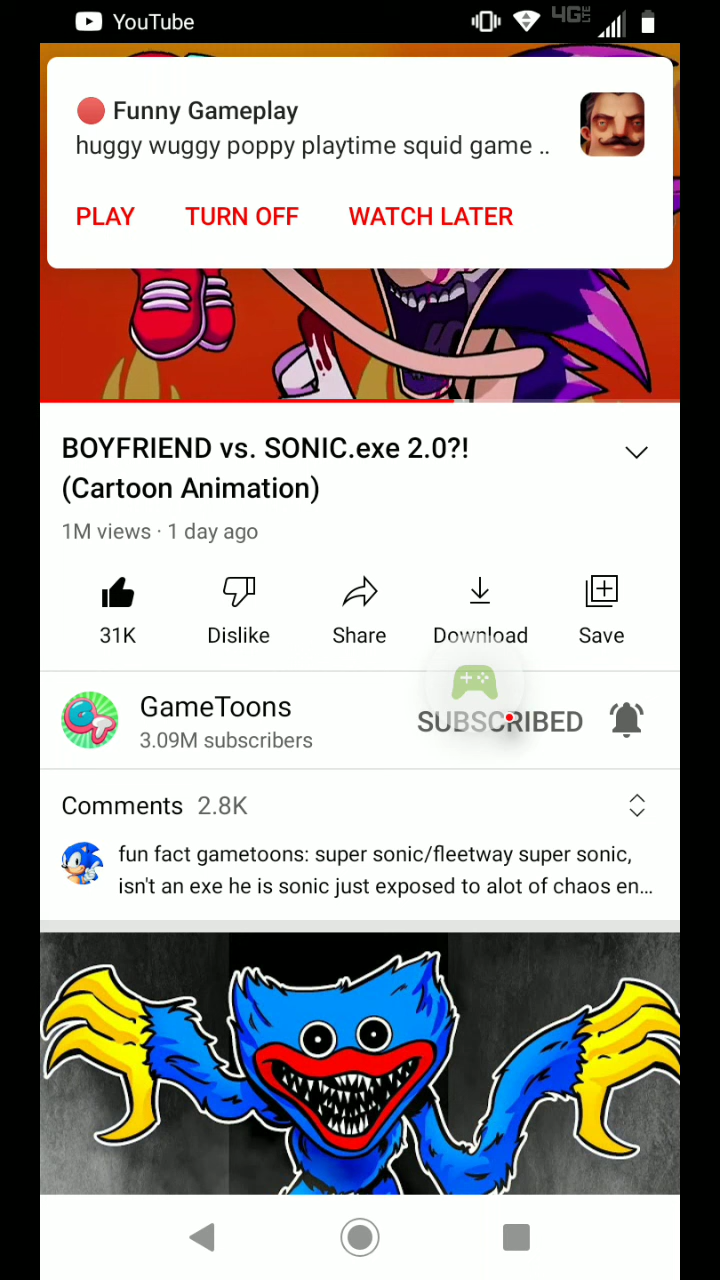 YouTube
4G LTE
Funny Gameplay
huggy wuggy poppy playtime squid game ..
PLAY TURN OFF WATCH LATER
BOYFRIEND vs. SONIC.exe 2.0?!
(Cartoon Animation)
1M views · 1 day ago
31K Dislike Share Download Save
GT
GameToons
3.09M subscribers
SUBSCRIBED
Comments 2.8K
fun fact gametoons: super sonic/fleetway super sonic,
isn't an exe he is sonic just exposed to alot of chaos en...